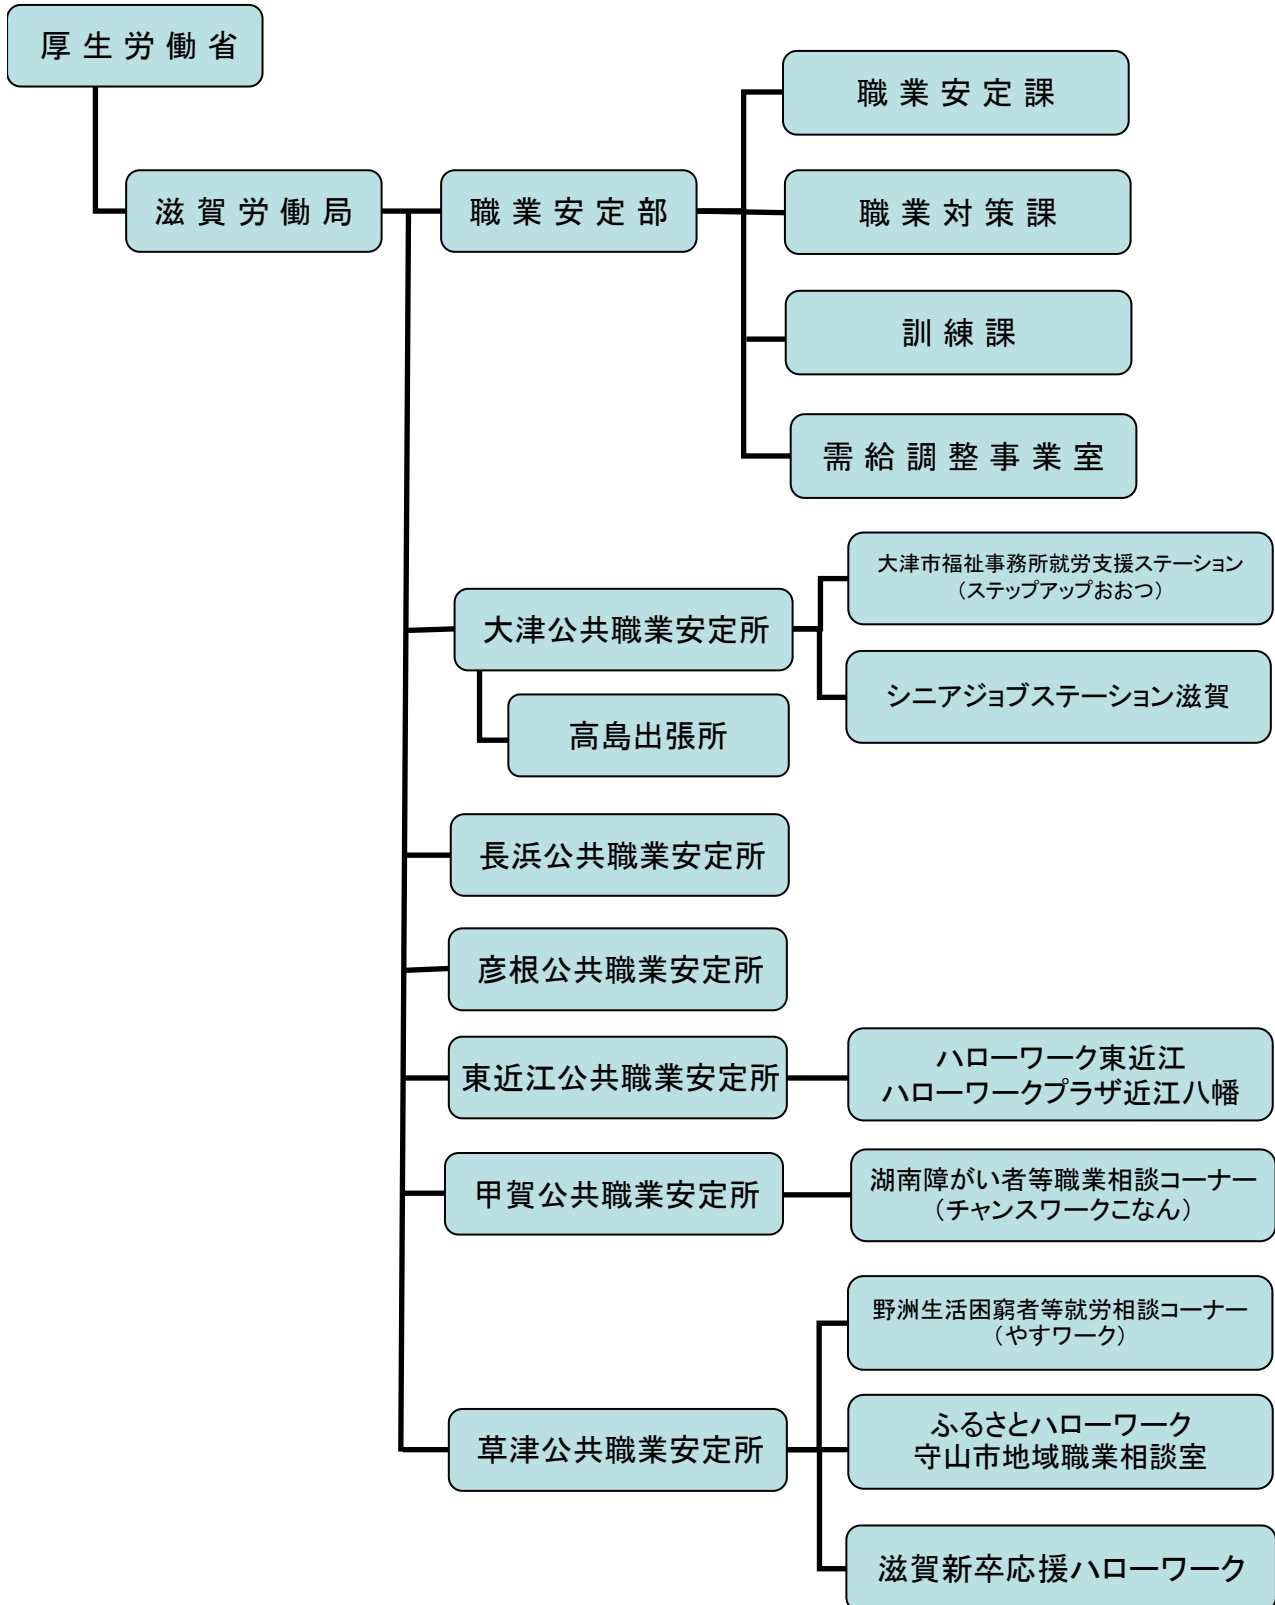 厚生労働省
滋賀労働局
職業安定部
職業安定課
職業対策課
訓練課
需給調整事業室
大津公共職業安定所
大津市福祉事務所就労支援ステーション
（ステップアップおおつ）
シニアジョブステーション滋賀
高島出張所
長浜公共職業安定所
彦根公共職業安定所
東近江公共職業安定所
ハローワーク東近江
ハローワークプラザ近江八幡
甲賀公共職業安定所
湖南障がい者等職業相談コーナー
（チャンスワークこなん）
草津公共職業安定所
野洲生活困窮者等就労相談コーナー
（やすワーク）
ふるさとハローワーク
守山市地域職業相談室
滋賀新卒応援ハローワーク